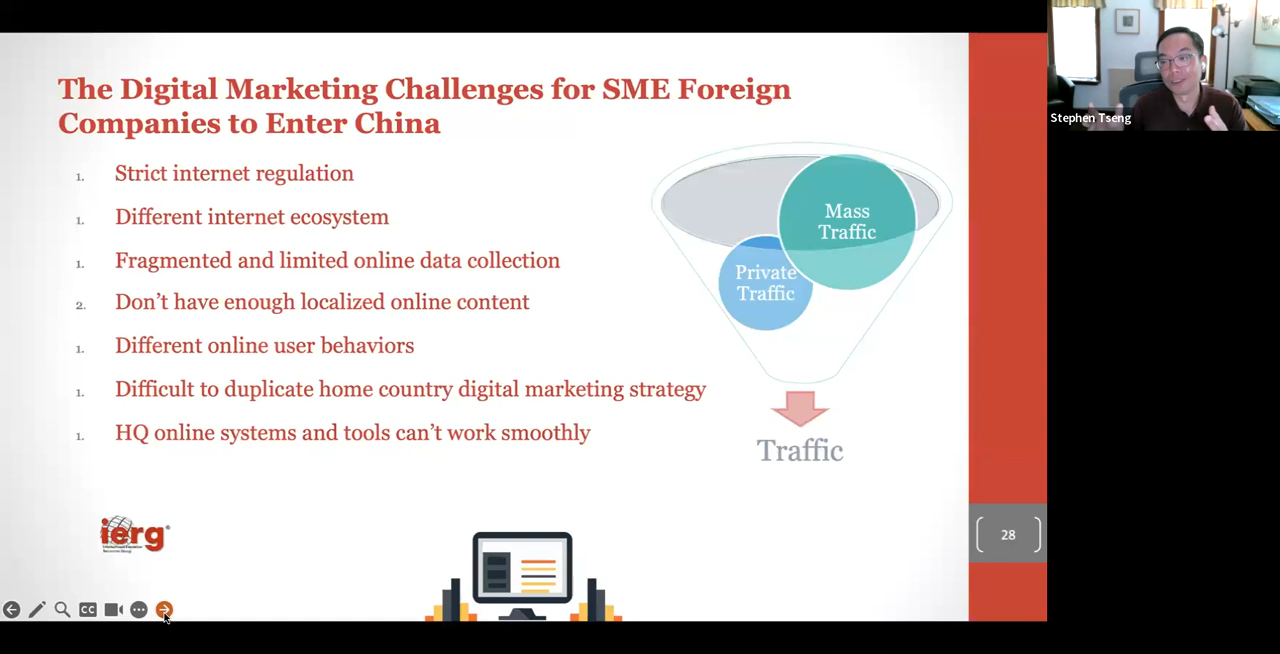 The Digital Marketing Challenges for SME Foreign
Companies to Enter China
1. Strict internet regulation
1. Different internet ecosystem
1. Fragmented and limited online data collection
2. Don’t have enough localized online content
1. Different online user behaviors
1. Difficult to duplicate home country digital marketing strategy
1. HQ online systems and tools can’t work smoothly
Mass
Traffic
Private
Traffic
Traffic
ierg®
28
CC
Stephen Tseng